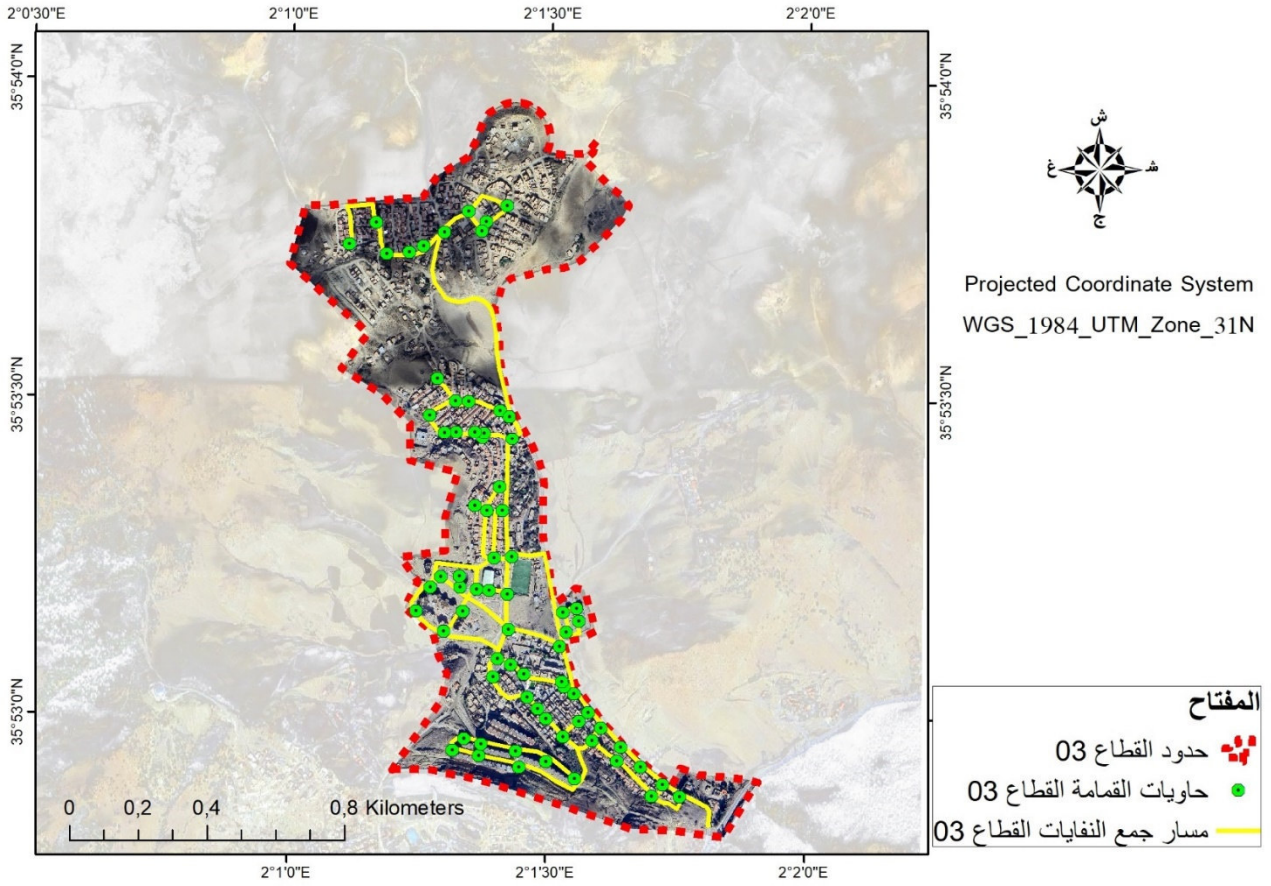 2°0'30"E 2°1'0"E 2°1'30"E 2°2'0"E
35°54'0"N
35°53'30"N
35°53'0"N
35°54'0"N
35°53'30"N
0 0,2 0,4 0,8 Kilometers
2°1'0"E 2°1'30"E 2°2'0"E
ش
غ
ش
ج
Projected Coordinate System
WGS_1984_UTM_Zone_31N
المفتاح
حدود القطاع 03
حاويات القمامة القطاع 03
مسار جمع النفايات القطاع 03